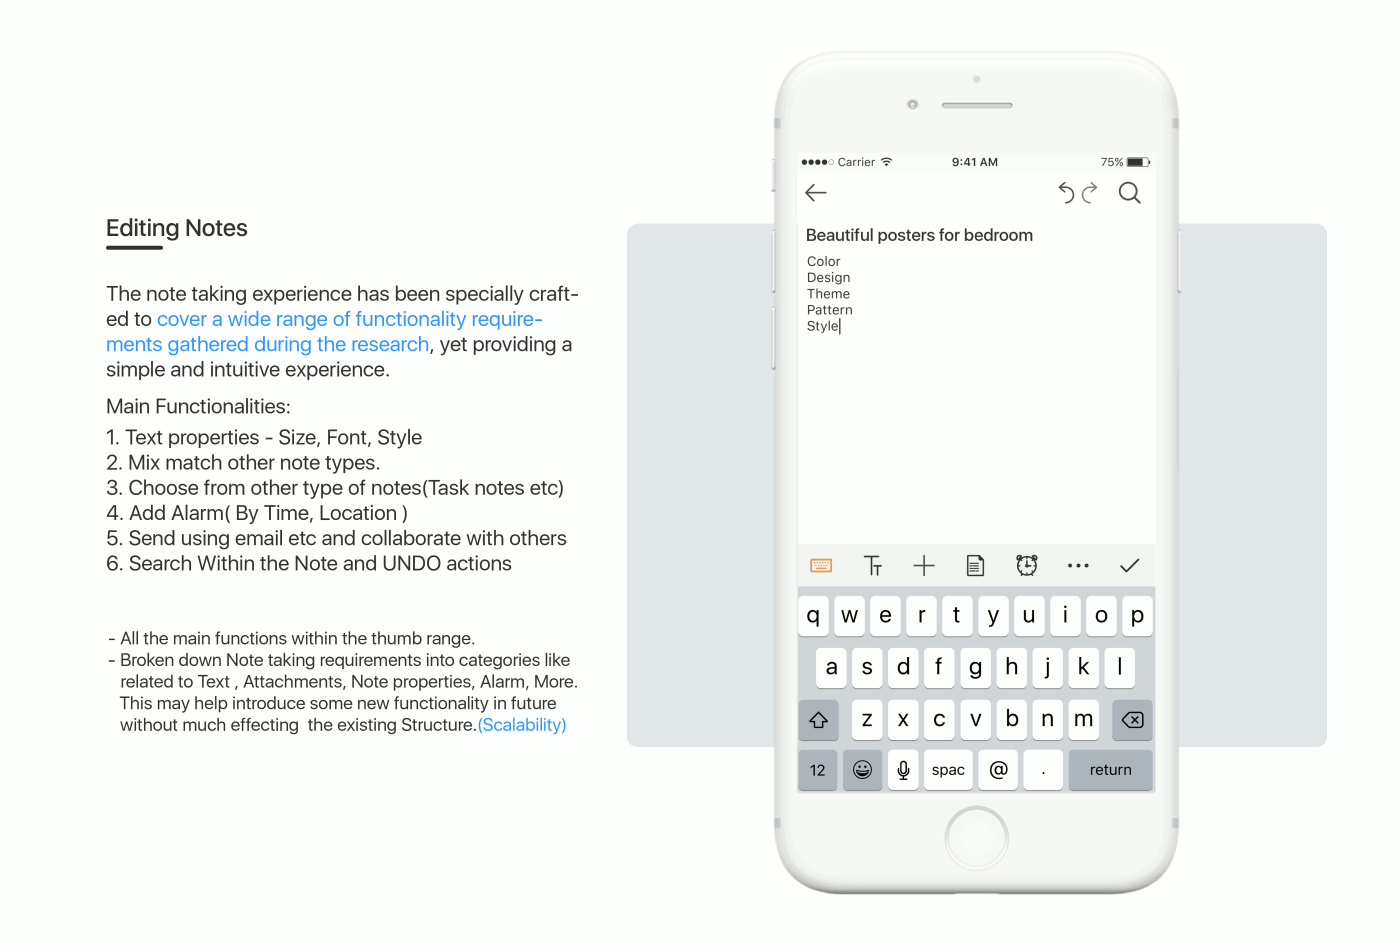 Editing Notes
The note taking experience has been specially craft-
ed to cover a wide range of functionality require-
ments gathered during the research, yet providing a
simple and intuitive experience.
Main Functionalities:
1. Text properties - Size, Font, Style
2. Mix match other note types.
3. Choose from other type of notes(Task notes etc)
4. Add Alarm( By Time, Location )
5. Send using email etc and collaborate with others
6. Search Within the Note and UNDO actions
- All the main functions within the thumb range.
- Broken down Note taking requirements into categories like
related to Text , Attachments, Note properties, Alarm, More.
This may help introduce some new functionality in future
without much effecting  the existing Structure.(Scalability)
Carrier 9:41 AM 75%
Beautiful posters for bedroom
Color
Design
Theme
Pattern
Style
TT
q w e r t y u i o p
a s d f g h j k l
z x c v b n m
12 spac @ . return